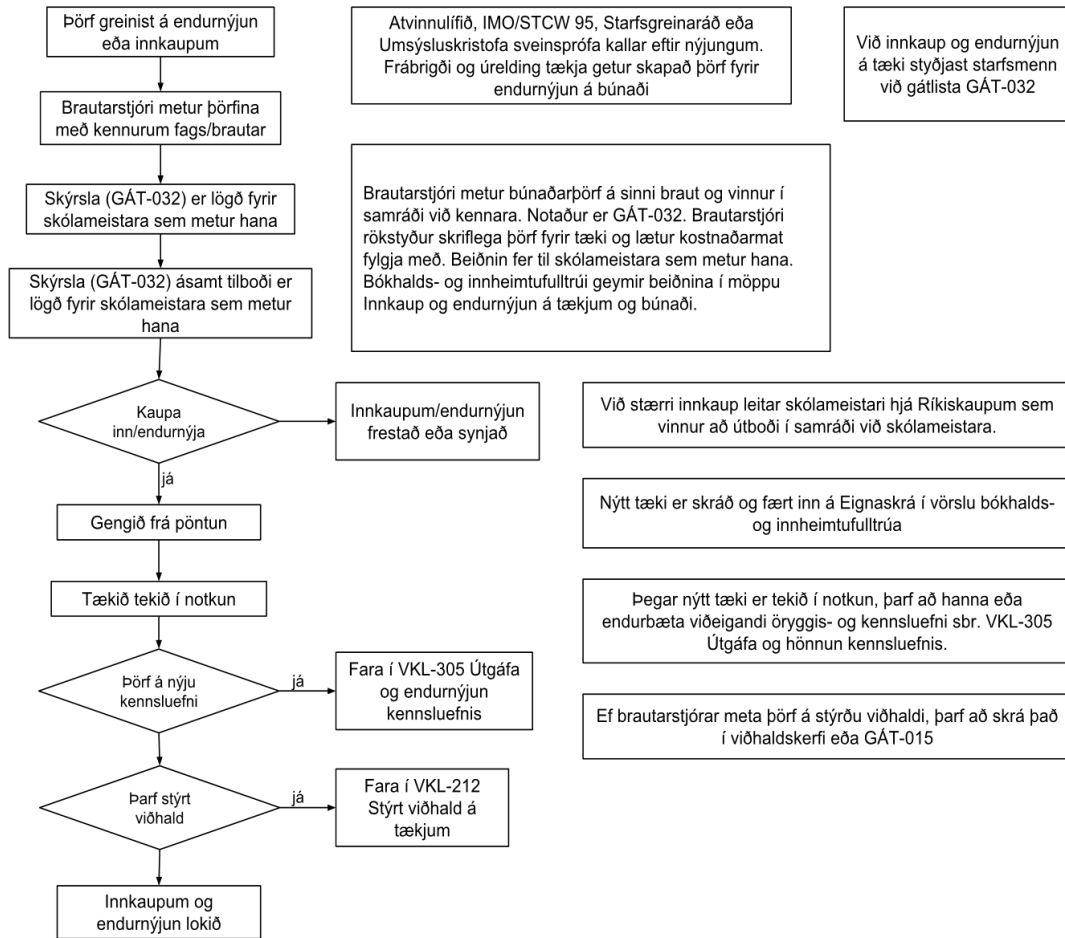 Þörf greinist á endurnýjun
eða innkaupum
Brautarstjóri metur þörfina
með kennurum fags/brautar
Skýrsla (GÁT-032) er lögð fyrir
skólameistara sem metur hana
Skýrsla (GÁT-032) ásamt tilboði er
lögð fyrir skólameistara sem metur
hana
Kaupa
inn/endurnýja
já
Innkaupum/endurnýjun
frestað eða synjað
Gengið frá pöntun
Tækið tekið í notkun
Þörf á nýju
kennsluefni
já
Fara í VKL-305 Útgáfa
og endurnýjun
kennsluefnis
Þarf stýrt
viðhald
já
Fara í VKL-212
Stýrt viðhald á
tækjum
Innkaupum og
endurnýjun lokið
Atvinnulífið, IMO/STCW 95, Starfsgreinaráð eða
Umsýsluskristofa sveinsprófa kallar eftir nýjungum.
Frábrigði og úrelding tækja getur skapað þörf fyrir
endurnýjun á búnaði
Við innkaup og endurnýjun
á tæki styðjast starfsmenn
við gátlista GÁT-032
Brautarstjóri metur búnaðarþörf á sinni braut og vinnur í
samráði við kennara. Notaður er GÁT-032. Brautarstjóri
rökstyður skriflega þörf fyrir tæki og lætur kostnaðarmat
fylgja með. Beiðnin fer til skólameistara sem metur hana.
Bókhalds- og innheimtufulltrúi geymir beiðnina í möppu
Innkaup og endurnýjun á tækjum og búnaði.
Við stærri innkaup leitar skólameistari hjá Ríkiskaupum sem
vinnur að útboði í samráði við skólameistara.
Nýtt tæki er skráð og fært inn á Eignaskrá í vörslu bókhalds-
og innheimtufulltrúa
Þegar nýtt tæki er tekið í notkun, þarf að hanna eða
endurbæta viðeigandi öryggis- og kennsluefni sbr. VKL-305
Útgáfa og hönnun kennsluefnis.
Ef brautarstjórar meta þörf á stýrðu viðhaldi, þarf að skrá það
í viðhaldskerfi eða GÁT-015